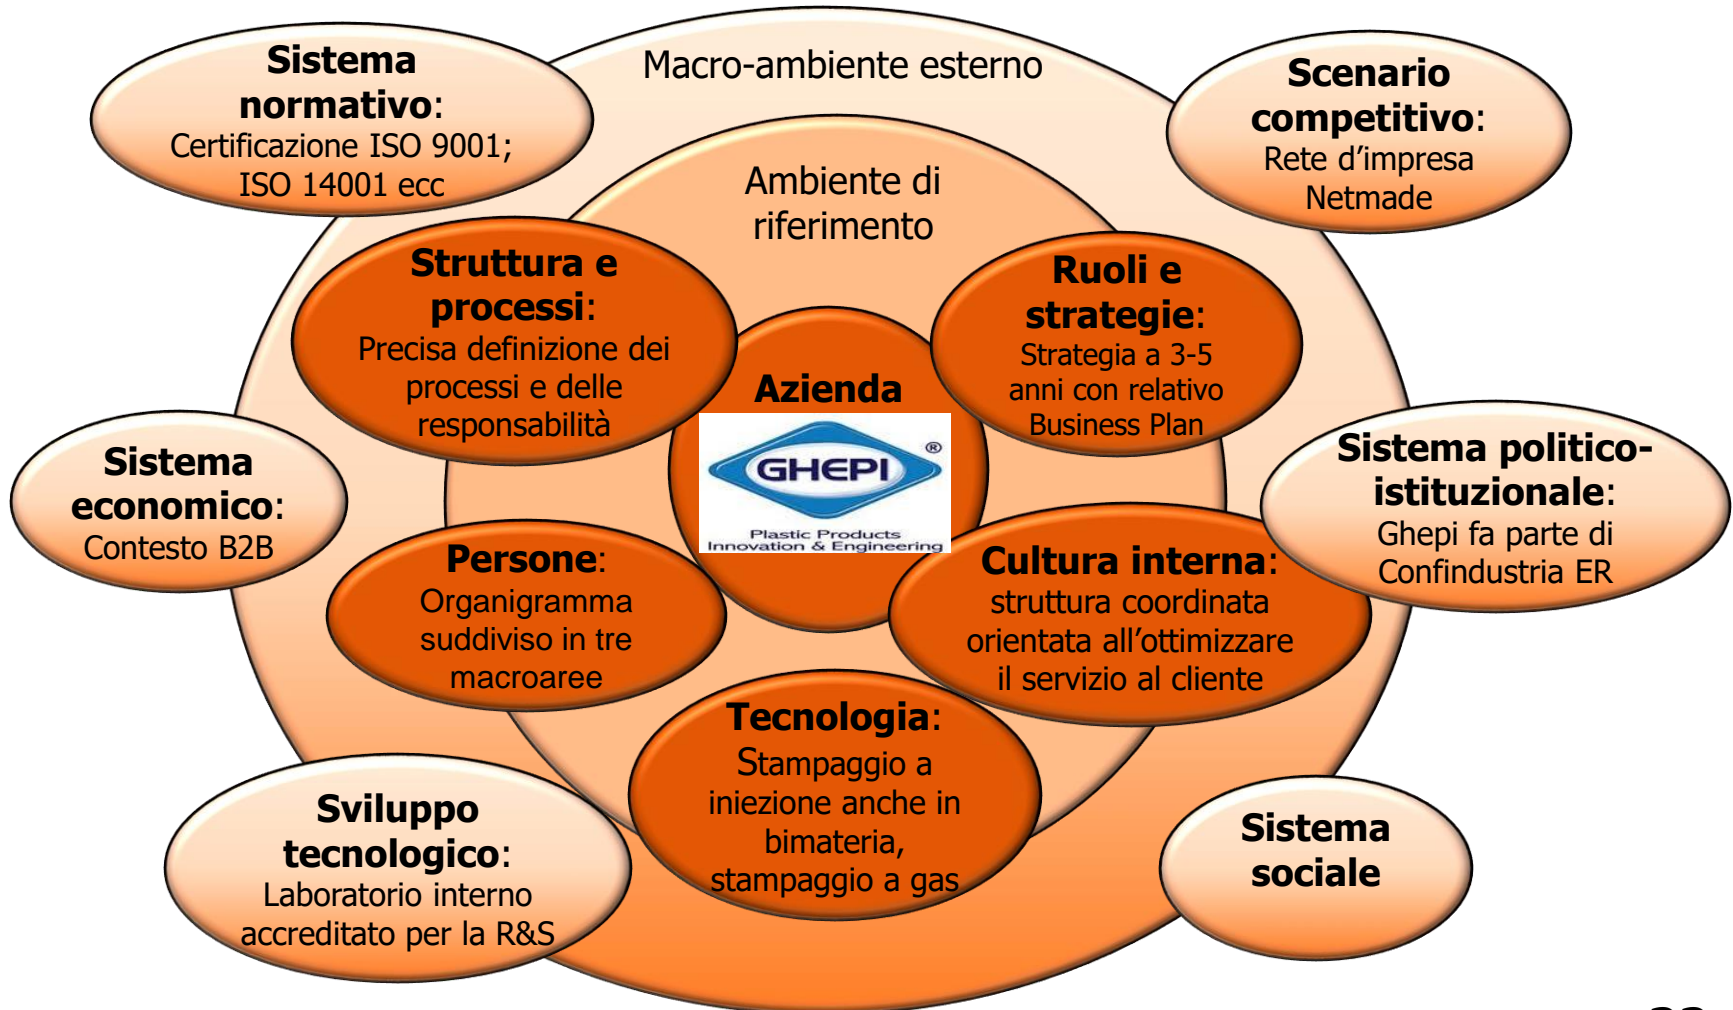 Macro-ambiente esterno
Sistema
normativo:
Certificazione ISO 9001;
ISO 14001 ecc
Scenario
competitivo:
Rete d’impresa
Netmade
Ambiente di
riferimento
Struttura e
processi:
Precisa definizione dei
processi e delle
responsabilità
Ruoli e
strategie:
Strategia a 3-5
anni con relativo
Business Plan
Azienda
GHEPI ®
Plastic Products
Innovation & Engineering
Sistema
economico:
Contesto B2B
Sistema politico-
istituzionale:
Ghepi fa parte di
Confindustria ER
Persone:
Organigramma
suddiviso in tre
macroaree
Cultura interna:
struttura coordinata
orientata all’ottimizzare
il servizio al cliente
Tecnologia:
Stampaggio a
iniezione anche in
bimateria,
stampaggio a gas
Sviluppo
tecnologico:
Laboratorio interno
accreditato per la R&S
Sistema
sociale